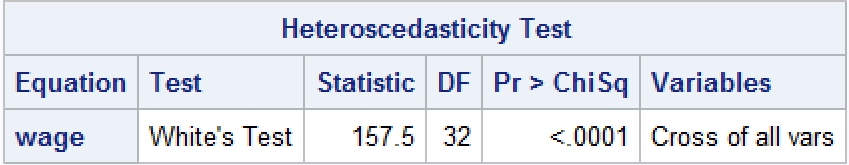 Heteroscedasticity Test
Equation Test Statistic DF Pr > ChiSq Variables
wage White's Test 157.5 32 <.0001 Cross of all vars